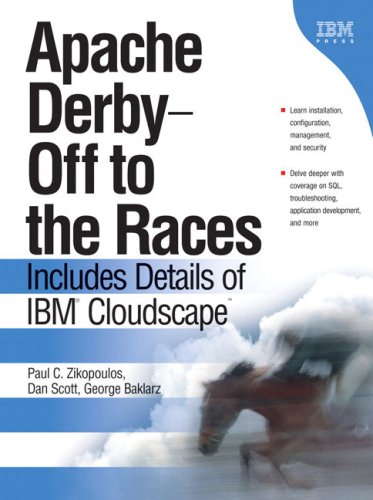 IBM
PRESS
Apache
Derby–
Off to
the Races
Learn installation,
configuration,
management,
and security
Delve deeper with
coverage on SQL,
troubleshooting,
application development,
and more
Includes Details of
IBM® Cloudscape™
Paul C. Zikopoulos,
Dan Scott, George Baklarz